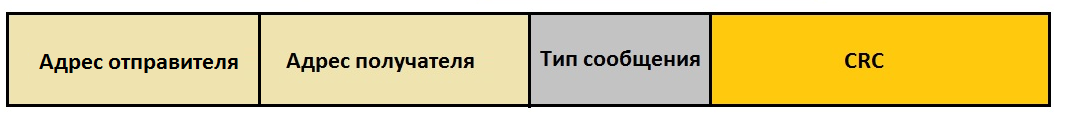 Адрес отправителя
Адрес получателя
Тип сообщения
CRC